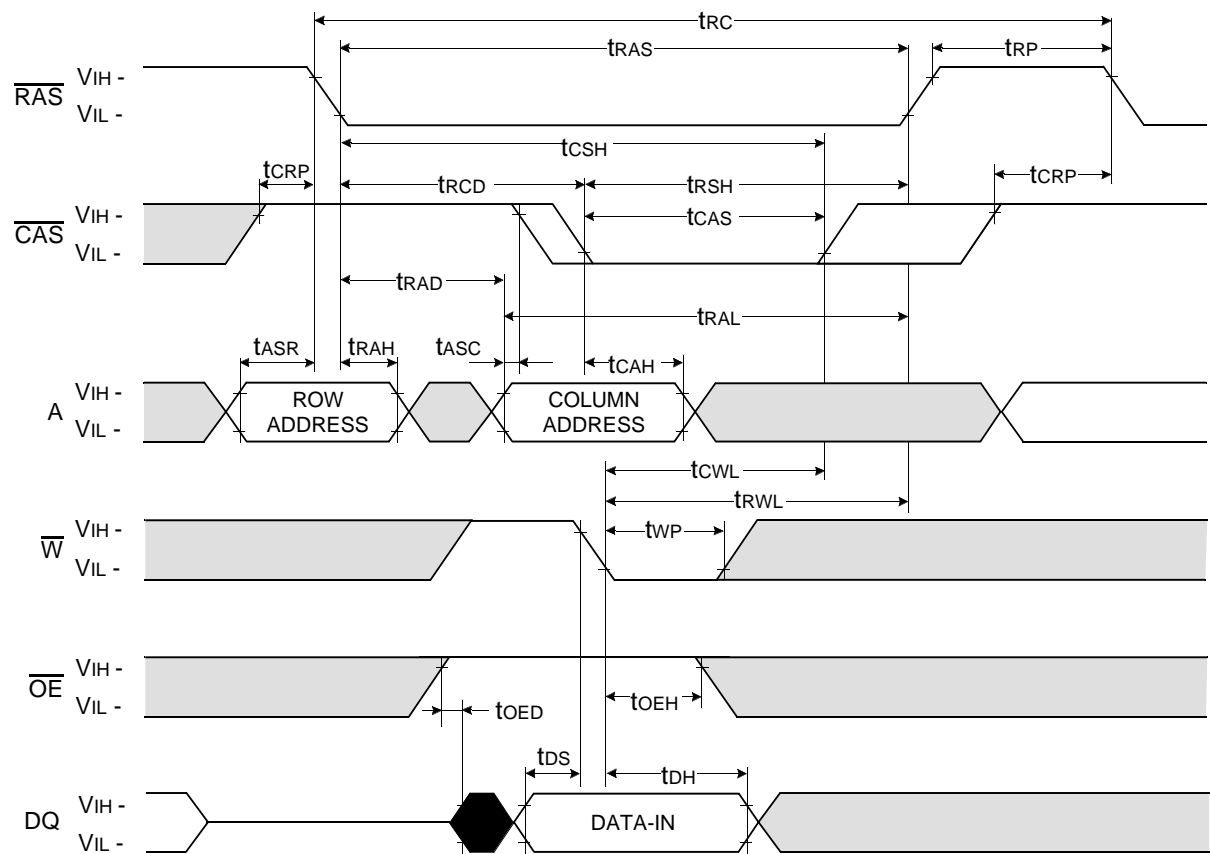 tRC
tRAS
tRP
RAS
VIH -
VIL -
tCSH
tCRP
tRCD
tRSH
tCRP
CAS
VIH -
VIL -
tCAS
tRAD
tRAL
tASR
tRAH
tASC
tCAH
A
VIH -
VIL -
ROW
ADDRESS
COLUMN
ADDRESS
tCWL
tRWL
W
VIH -
VIL -
tWP
OE
VIH -
VIL -
tOED
tOEH
tDS
tDH
DQ
VIH -
VIL -
DATA-IN